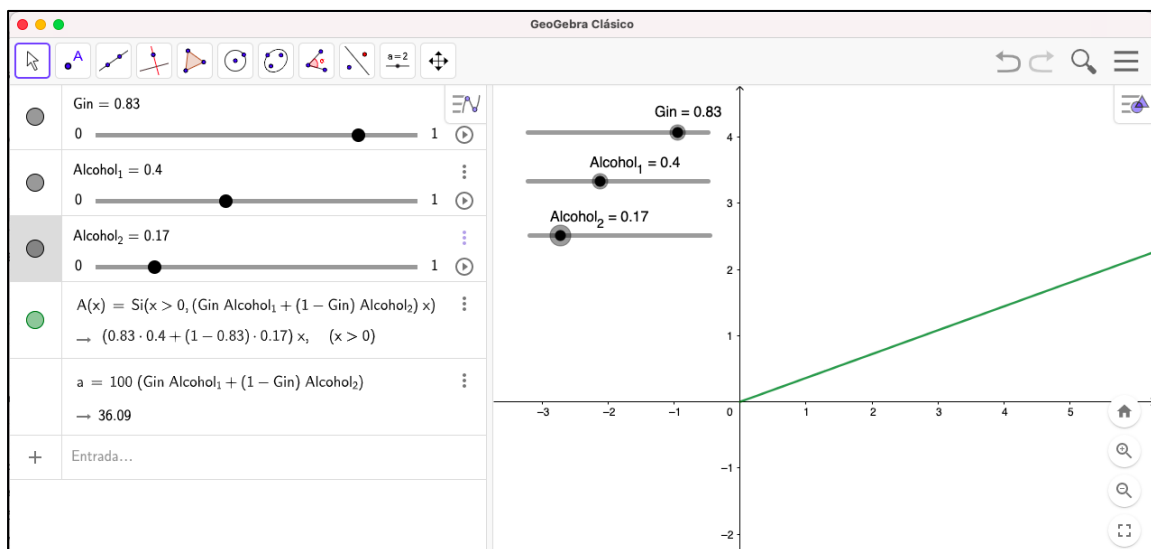 GeoGebra Clásico
A
a=2
Gin = 0.83
0 1
Alcohol₁ = 0.4
0 1
Alcohol₂ = 0.17
0 1
A(x) = Si(x > 0, (Gin Alcohol₁ + (1 − Gin) Alcohol₂) x)
→ (0.83 · 0.4 + (1 − 0.83) · 0.17) x, (x > 0)
a = 100 (Gin Alcohol₁ + (1 − Gin) Alcohol₂)
→ 36.09
+ Entrada...
Gin = 0.83
Alcohol₁ = 0.4
Alcohol₂ = 0.17
4
3
2
1
−3 −2 −1 0 1 2 3 4 5
−1
−2